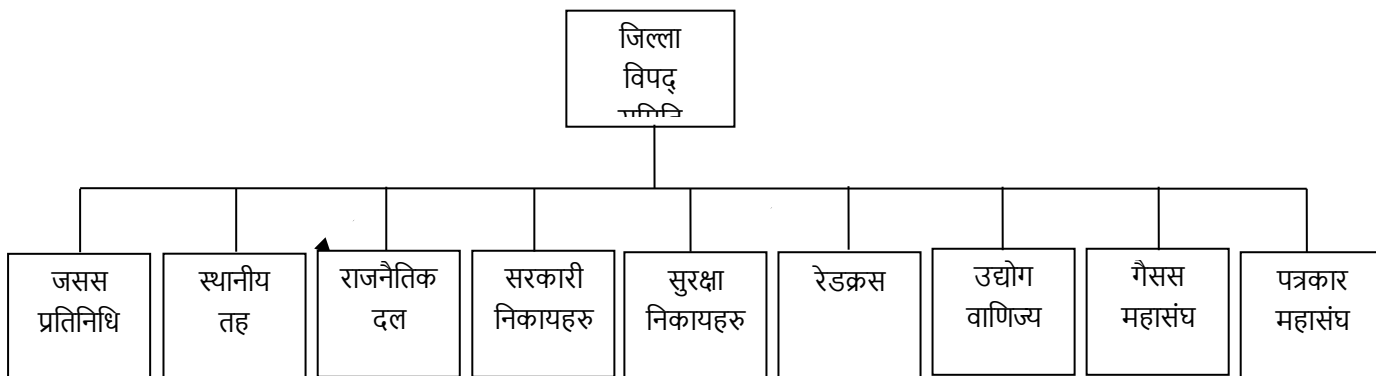 जिल्ला
विपद्
जसस
प्रतिनिधि
स्थानीय
तह
राजनैतिक
दल
सरकारी
निकायहरु
सुरक्षा
निकायहरु
रेडक्रस
उद्योग
वाणिज्य
गैसस
महासंघ
पत्रकार
महासंघ